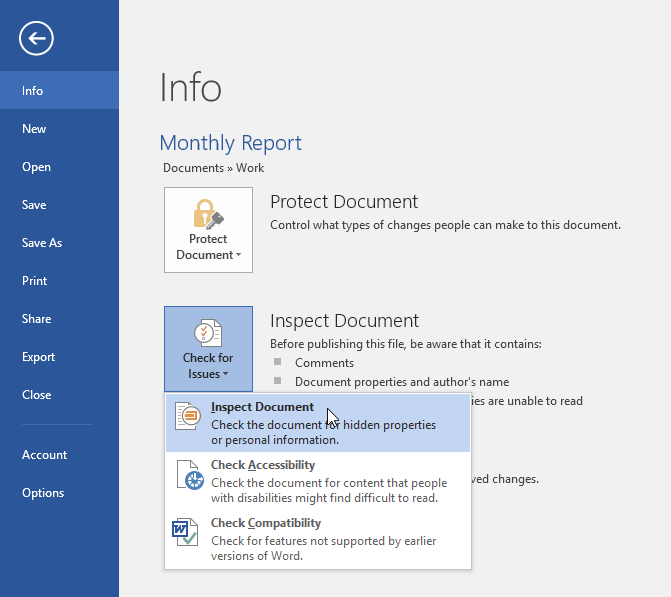 Info
New
Open
Save
Save As
Print
Share
Export
Close
Account
Options
Info
Monthly Report
Documents » Work
Protect
Document
Protect Document
Control what types of changes people can make to this document.
Check for
Issues
Inspect Document
Before publishing this file, be aware that it contains:
Comments
Document properties and author's name
are unable to read
changes.
Inspect Document
Check the document for hidden properties
or personal information.
Check Accessibility
Check the document for content that people
with disabilities might find difficult to read.
Check Compatibility
Check for features not supported by earlier
versions of Word.